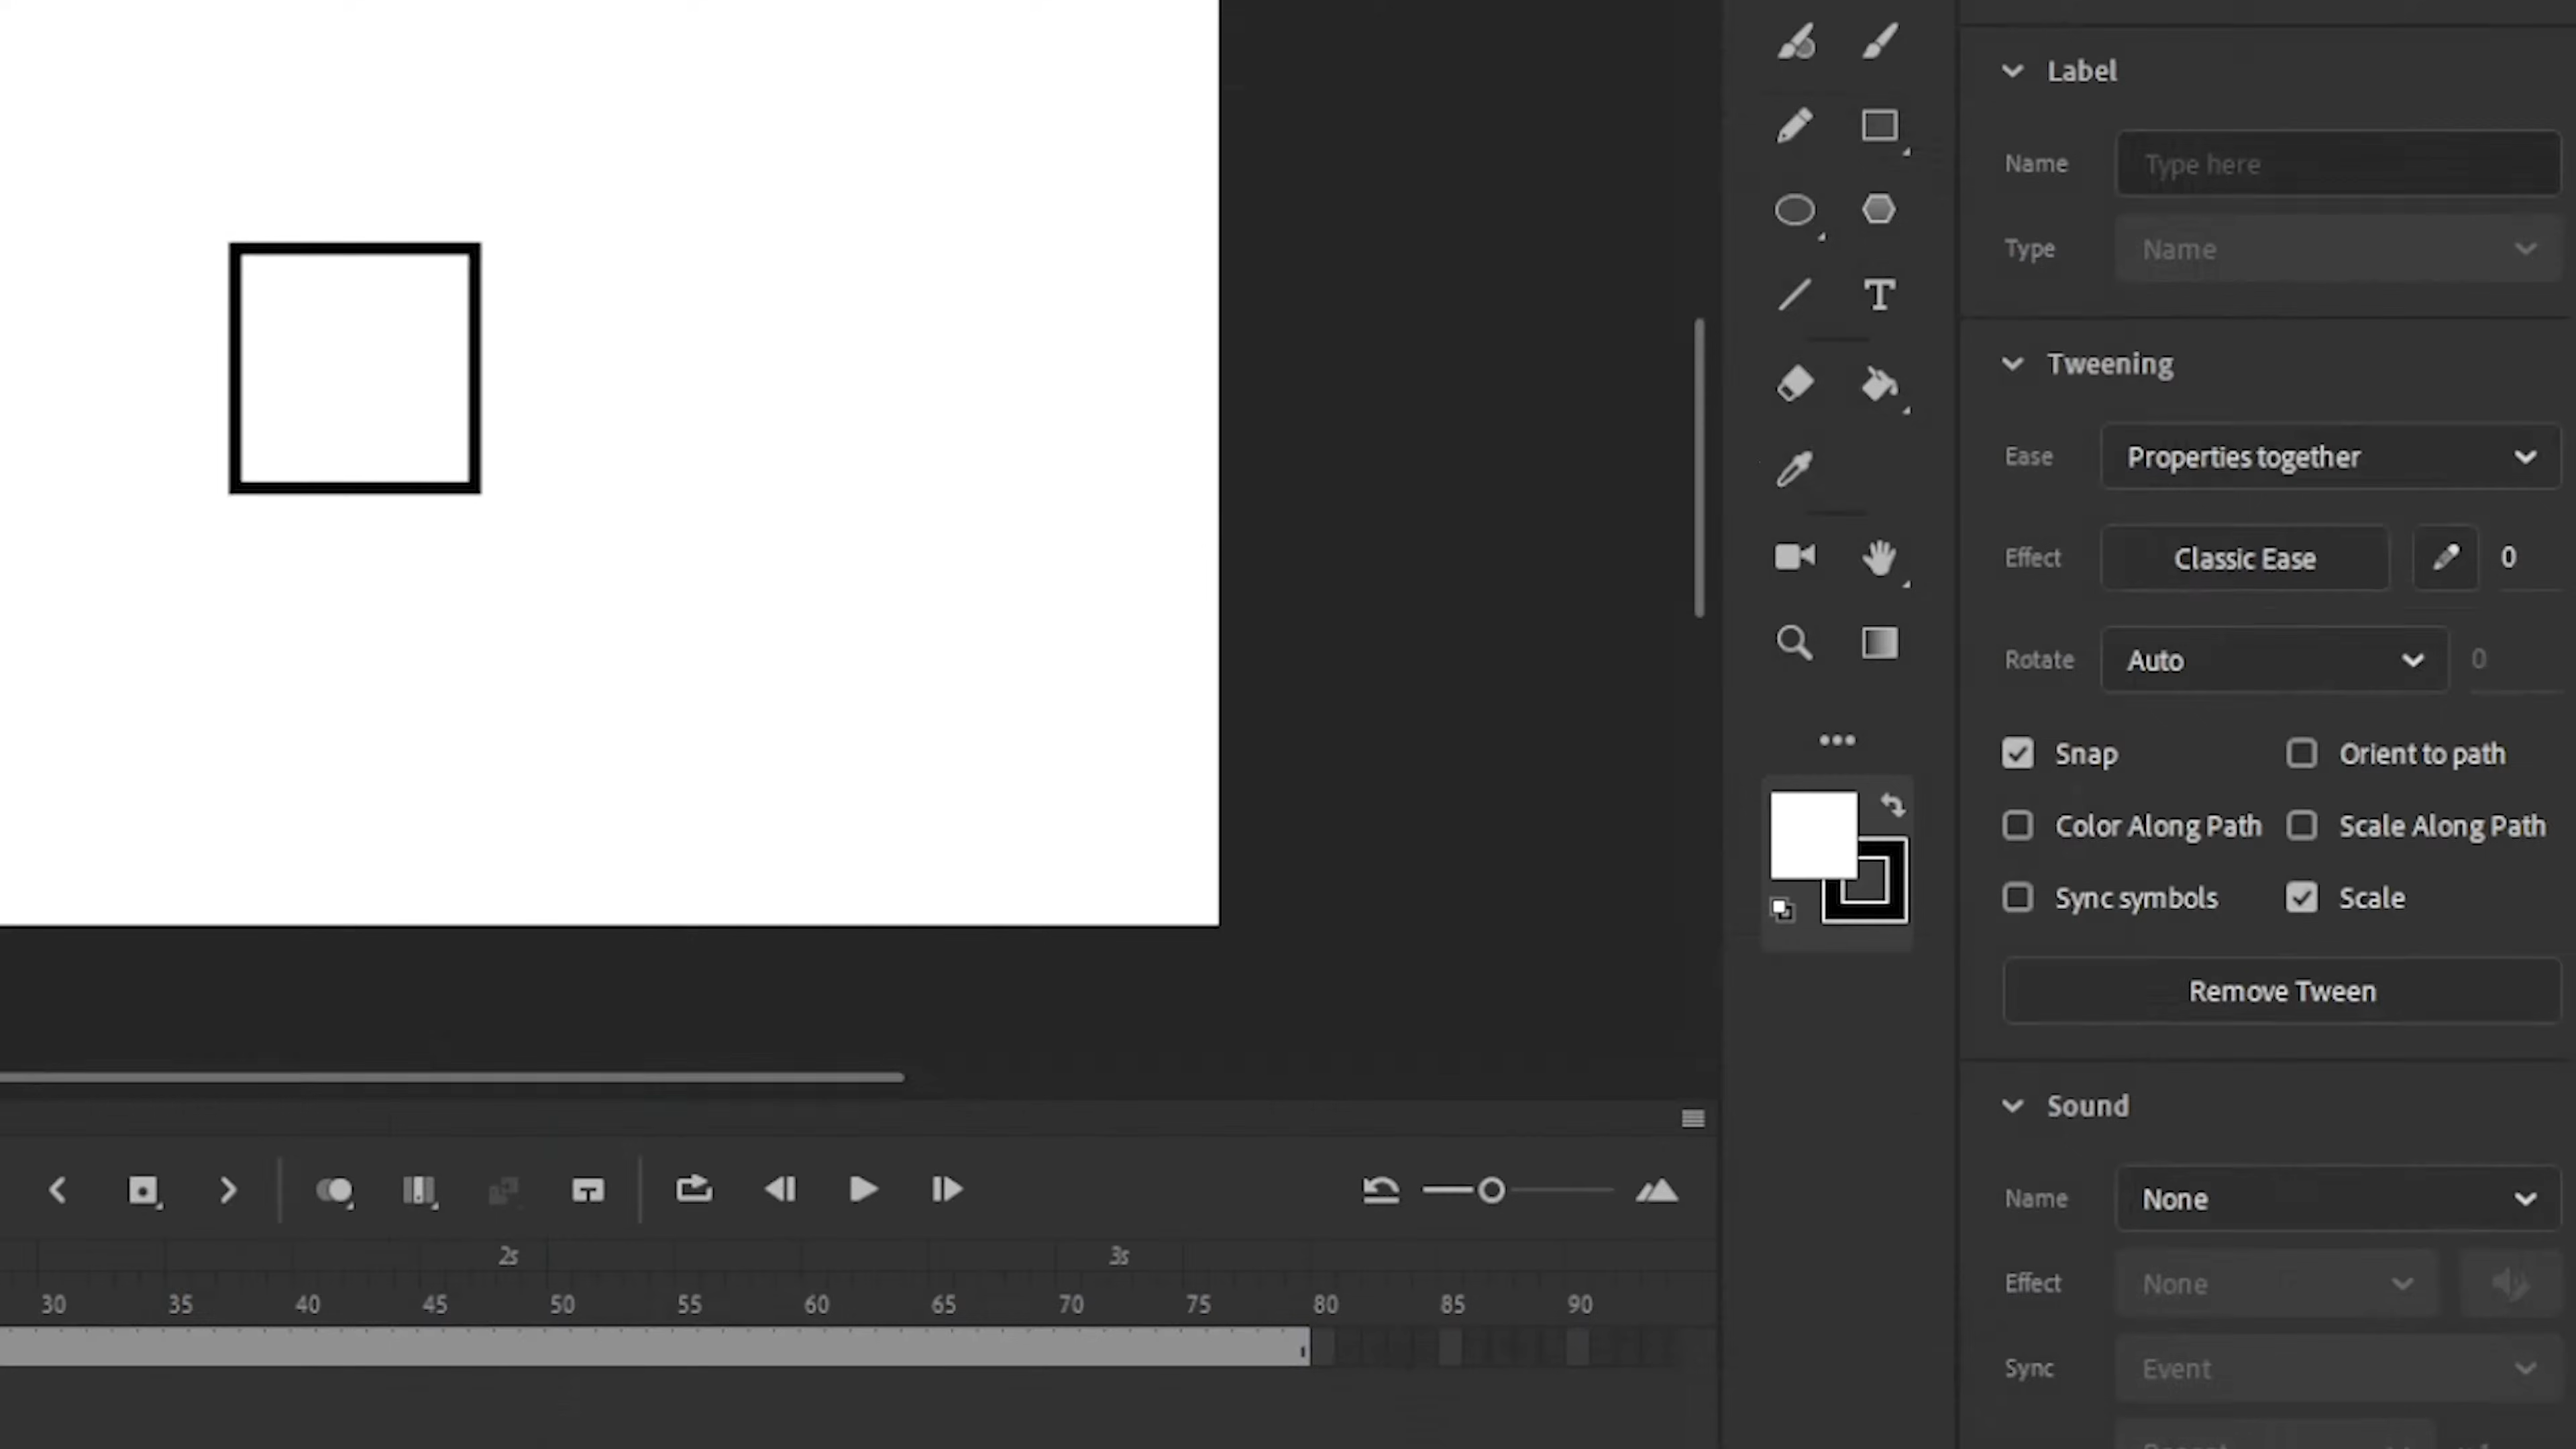 Label
Name Type here
Type Name
Tweening
Ease Properties together
Effect Classic Ease 0
Rotate Auto 0
Snap Orient to path
Color Along Path Scale Along Path
Sync symbols Scale
Remove Tween
Sound
Name None
Effect None
Sync Event
2s 3s
30 35 40 45 50 55 60 65 70 75 80 85 90